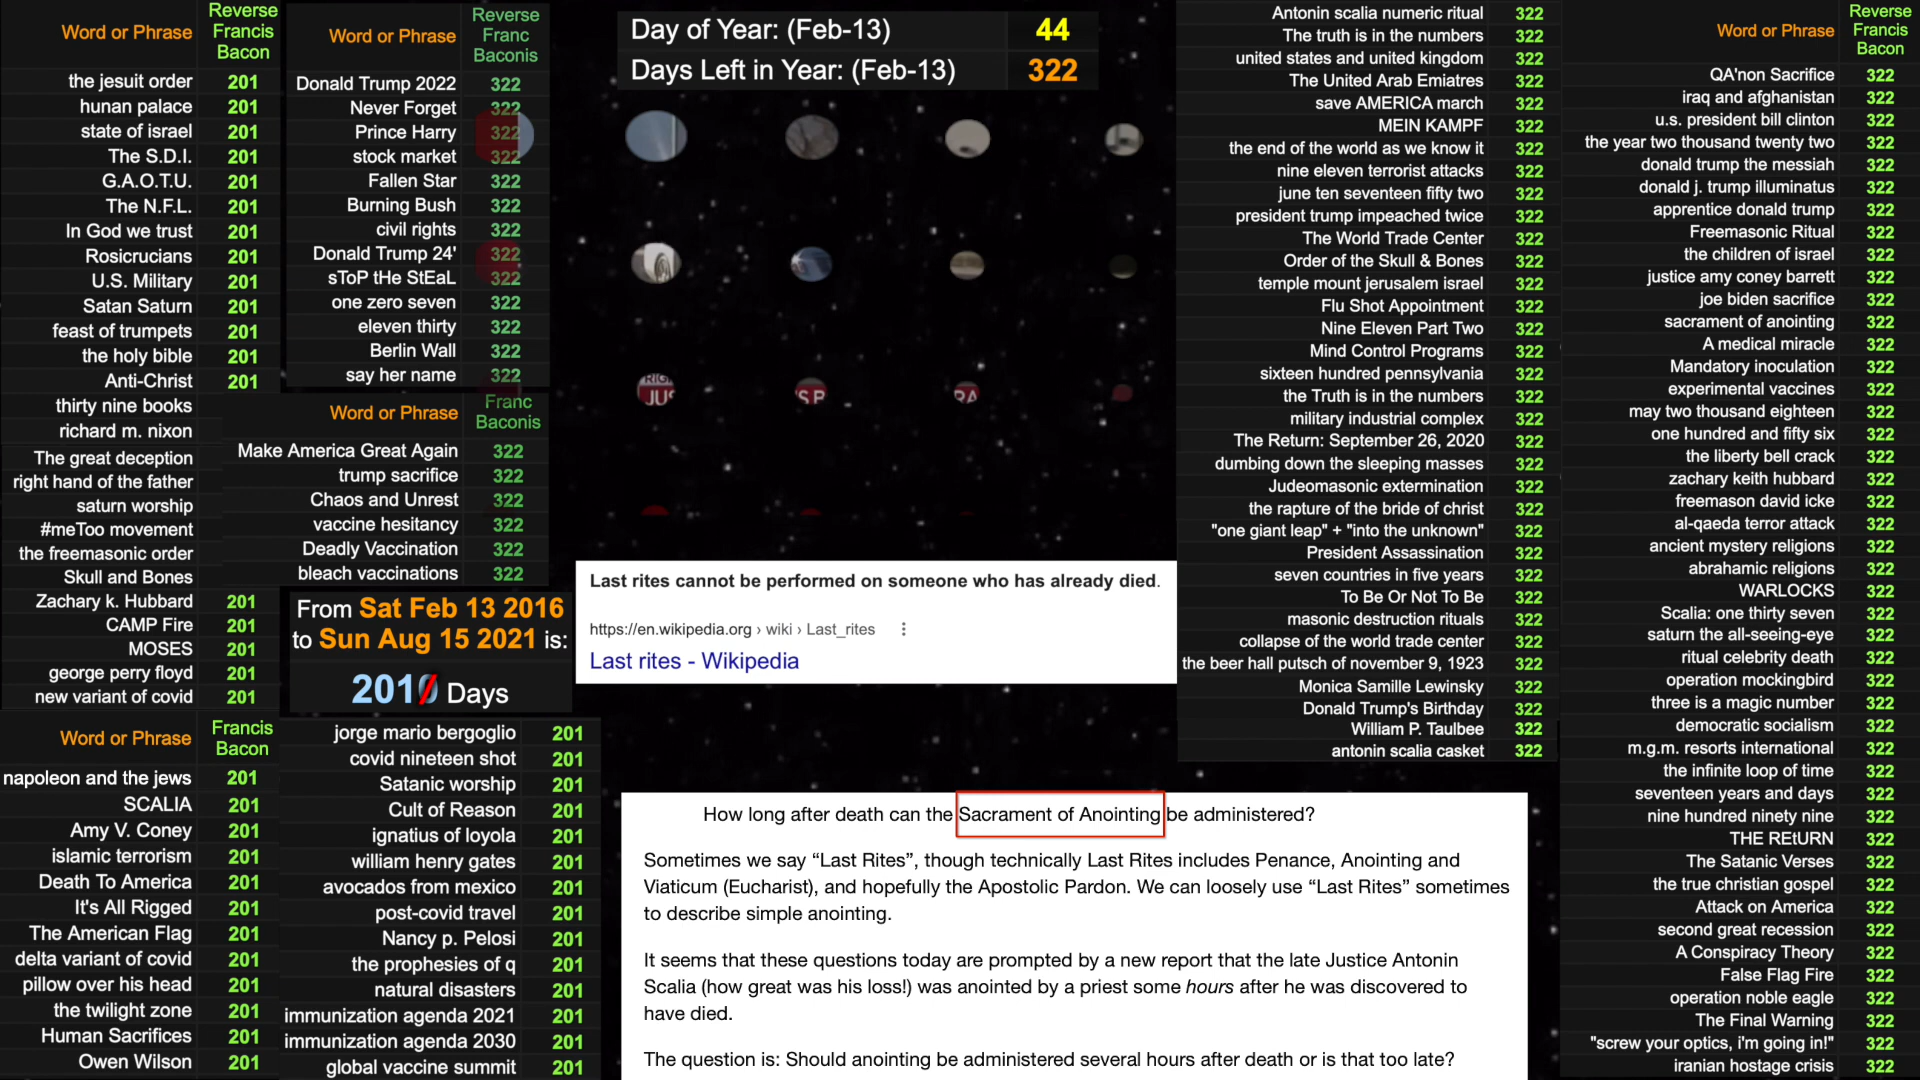 Word or Phrase Reverse Francis Bacon
the jesuit order 201
hunan palace 201
state of israel 201
The S.D.I. 201
G.A.O.T.U. 201
The N.F.L. 201
In God we trust 201
Rosicrucians 201
U.S. Military 201
Satan Saturn 201
feast of trumpets 201
the holy bible 201
Anti-Christ 201
thirty nine books
richard m. nixon
The great deception
right hand of the father
saturn worship
#meToo movement
the freemasonic order
Skull and Bones
Zachary k. Hubbard 201
CAMP Fire 201
MOSES 201
george perry floyd 201
new variant of covid 201
Word or Phrase Francis Bacon
napoleon and the jews 201
SCALIA 201
Amy V. Coney 201
islamic terrorism 201
Death To America 201
It's All Rigged 201
The American Flag 201
delta variant of covid 201
pillow over his head 201
the twilight zone 201
Human Sacrifices 201
Owen Wilson 201
Word or Phrase Reverse Franc Baconis
Donald Trump 2022 322
Never Forget 322
Prince Harry 322
stock market 322
Fallen Star 322
Burning Bush 322
civil rights 322
Donald Trump 24' 322
sToP tHe StEaL 322
one zero seven 322
eleven thirty 322
Berlin Wall 322
say her name 322
Word or Phrase Franc Baconis
Make America Great Again 322
trump sacrifice 322
Chaos and Unrest 322
vaccine hesitancy 322
Deadly Vaccination 322
bleach vaccinations 322
From Sat Feb 13 2016
to Sun Aug 15 2021 is:
2010 Days
jorge mario bergoglio 201
covid nineteen shot 201
Satanic worship 201
Cult of Reason 201
ignatius of loyola 201
william henry gates 201
avocados from mexico 201
post-covid travel 201
Nancy p. Pelosi 201
the prophesies of q 201
natural disasters 201
immunization agenda 2021 201
immunization agenda 2030 201
global vaccine summit 201
Day of Year: (Feb-13) 44
Days Left in Year: (Feb-13) 322
RIG
JUS
S P
RA
Last rites cannot be performed on someone who has already died.
https://en.wikipedia.org › wiki › Last_rites
Last rites - Wikipedia
How long after death can the Sacrament of Anointing be administered?
Sometimes we say “Last Rites”, though technically Last Rites includes Penance, Anointing and
Viaticum (Eucharist), and hopefully the Apostolic Pardon. We can loosely use “Last Rites” sometimes
to describe simple anointing.
It seems that these questions today are prompted by a new report that the late Justice Antonin
Scalia (how great was his loss!) was anointed by a priest some hours after he was discovered to
have died.
The question is: Should anointing be administered several hours after death or is that too late?
Antonin scalia numeric ritual 322
The truth is in the numbers 322
united states and united kingdom 322
The United Arab Emiatres 322
save AMERICA march 322
MEIN KAMPF 322
the end of the world as we know it 322
nine eleven terrorist attacks 322
june ten seventeen fifty two 322
president trump impeached twice 322
The World Trade Center 322
Order of the Skull & Bones 322
temple mount jerusalem israel 322
Flu Shot Appointment 322
Nine Eleven Part Two 322
Mind Control Programs 322
sixteen hundred pennsylvania 322
the Truth is in the numbers 322
military industrial complex 322
The Return: September 26, 2020 322
dumbing down the sleeping masses 322
Judeomasonic extermination 322
the rapture of the bride of christ 322
"one giant leap" + "into the unknown" 322
President Assassination 322
seven countries in five years 322
To Be Or Not To Be 322
masonic destruction rituals 322
collapse of the world trade center 322
the beer hall putsch of november 9, 1923 322
Monica Samille Lewinsky 322
Donald Trump's Birthday 322
William P. Taulbee 322
antonin scalia casket 322
Word or Phrase Reverse Francis Bacon
QA'non Sacrifice 322
iraq and afghanistan 322
u.s. president bill clinton 322
the year two thousand twenty two 322
donald trump the messiah 322
donald j. trump illuminatus 322
apprentice donald trump 322
Freemasonic Ritual 322
the children of israel 322
justice amy coney barrett 322
joe biden sacrifice 322
sacrament of anointing 322
A medical miracle 322
Mandatory inoculation 322
experimental vaccines 322
may two thousand eighteen 322
one hundred and fifty six 322
the liberty bell crack 322
zachary keith hubbard 322
freemason david icke 322
al-qaeda terror attack 322
ancient mystery religions 322
abrahamic religions 322
WARLOCKS 322
Scalia: one thirty seven 322
saturn the all-seeing-eye 322
ritual celebrity death 322
operation mockingbird 322
three is a magic number 322
democratic socialism 322
m.g.m. resorts international 322
the infinite loop of time 322
seventeen years and days 322
nine hundred ninety nine 322
THE REtURN 322
The Satanic Verses 322
the true christian gospel 322
Attack on America 322
second great recession 322
A Conspiracy Theory 322
False Flag Fire 322
operation noble eagle 322
The Final Warning 322
"screw your optics, i'm going in!" 322
iranian hostage crisis 322